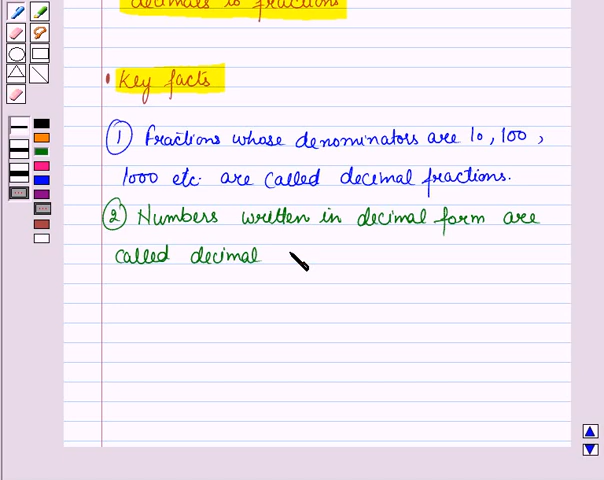 decimals to fractions
Key facts
① Fractions whose denominators are 10, 100,
1000 etc. are called decimal fractions.
② Numbers written in decimal form are
called decimal